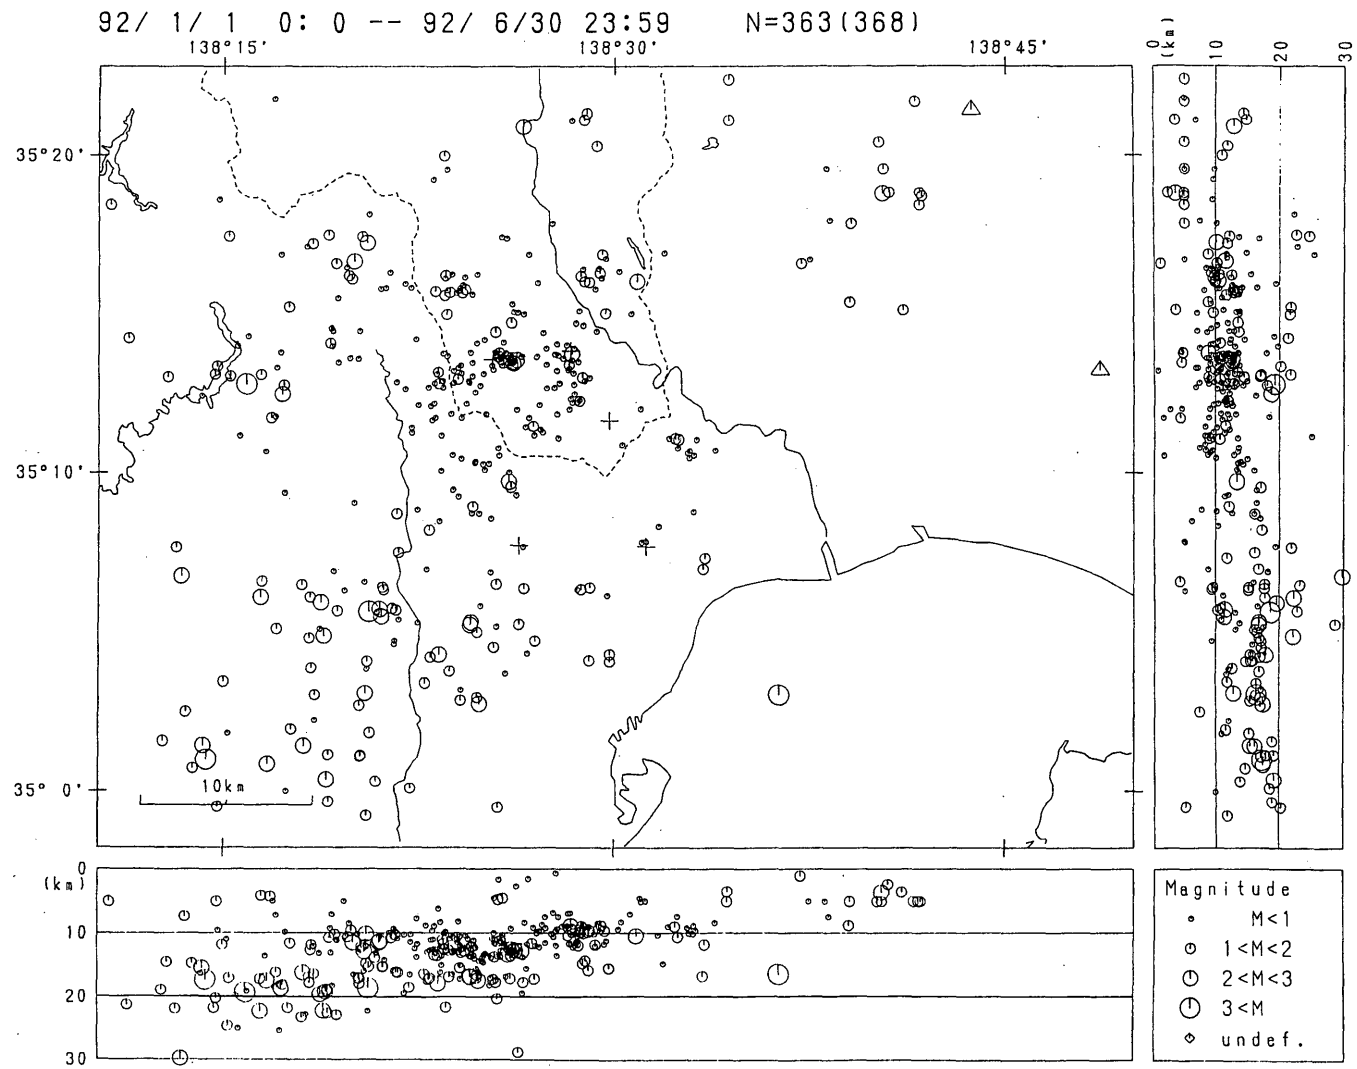 92/ 1/ 1 0: 0 -- 92/ 6/30 23:59 N=363(368)
138°15' 138°30' 138°45'
0 10 20 30
(km)
35°20'
35°10'
35° 0'
10km
0
(km)
10
20
30
Magnitude
M<1
1<M<2
2<M<3
3<M
undef.